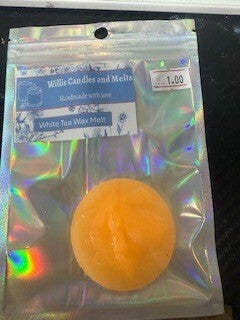 Willis Candles and Melts
Handmade with love
White Tea Wax Melt
£1.00